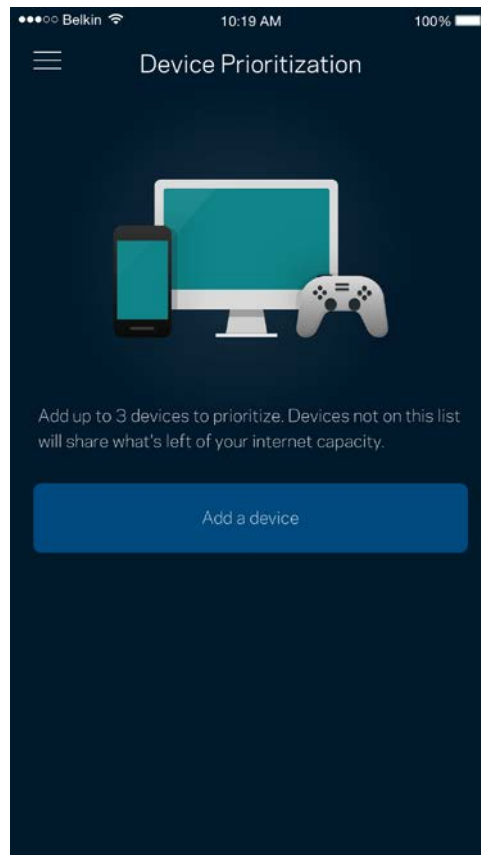 Belkin 10:19 AM 100%
Device Prioritization
Add up to 3 devices to prioritize. Devices not on this list
will share what's left of your internet capacity.
Add a device